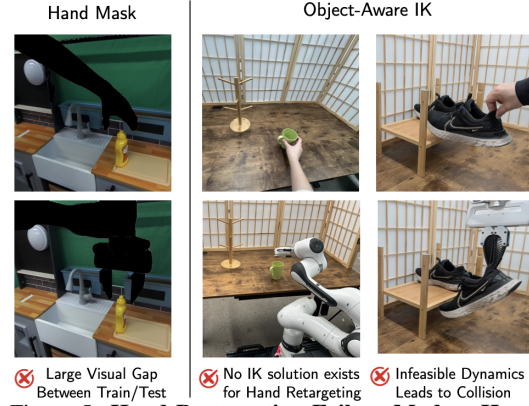 Hand Mask
Object-Aware IK
Large Visual Gap
Between Train/Test
No IK solution exists
for Hand Retargeting
Infeasible Dynamics
Leads to Collision